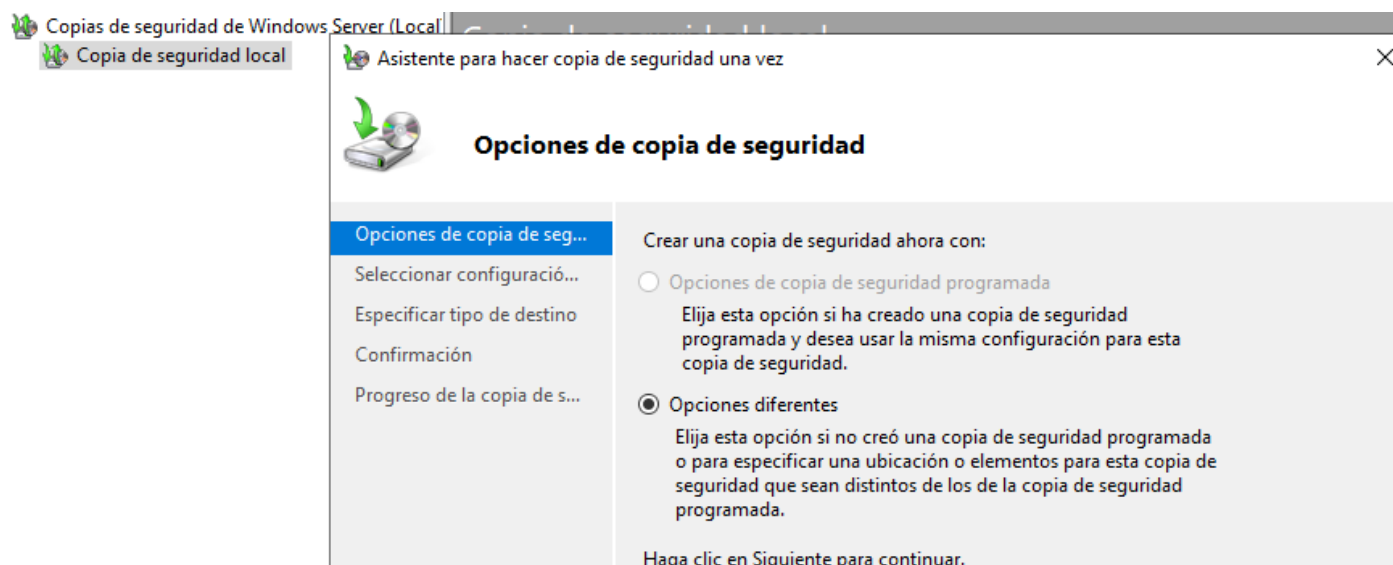 Copias de seguridad de Windows Server (Local
Copia de seguridad local
Asistente para hacer copia de seguridad una vez
Opciones de copia de seguridad
Opciones de copia de seg...
Seleccionar configuració...
Especificar tipo de destino
Confirmación
Progreso de la copia de s...
Crear una copia de seguridad ahora con:
Opciones de copia de seguridad programada
Elija esta opción si ha creado una copia de seguridad
programada y desea usar la misma configuración para esta
copia de seguridad.
Opciones diferentes
Elija esta opción si no creó una copia de seguridad programada
o para especificar una ubicación o elementos para esta copia de
seguridad que sean distintos de los de la copia de seguridad
programada.
Haga clic en Siguiente para continuar.